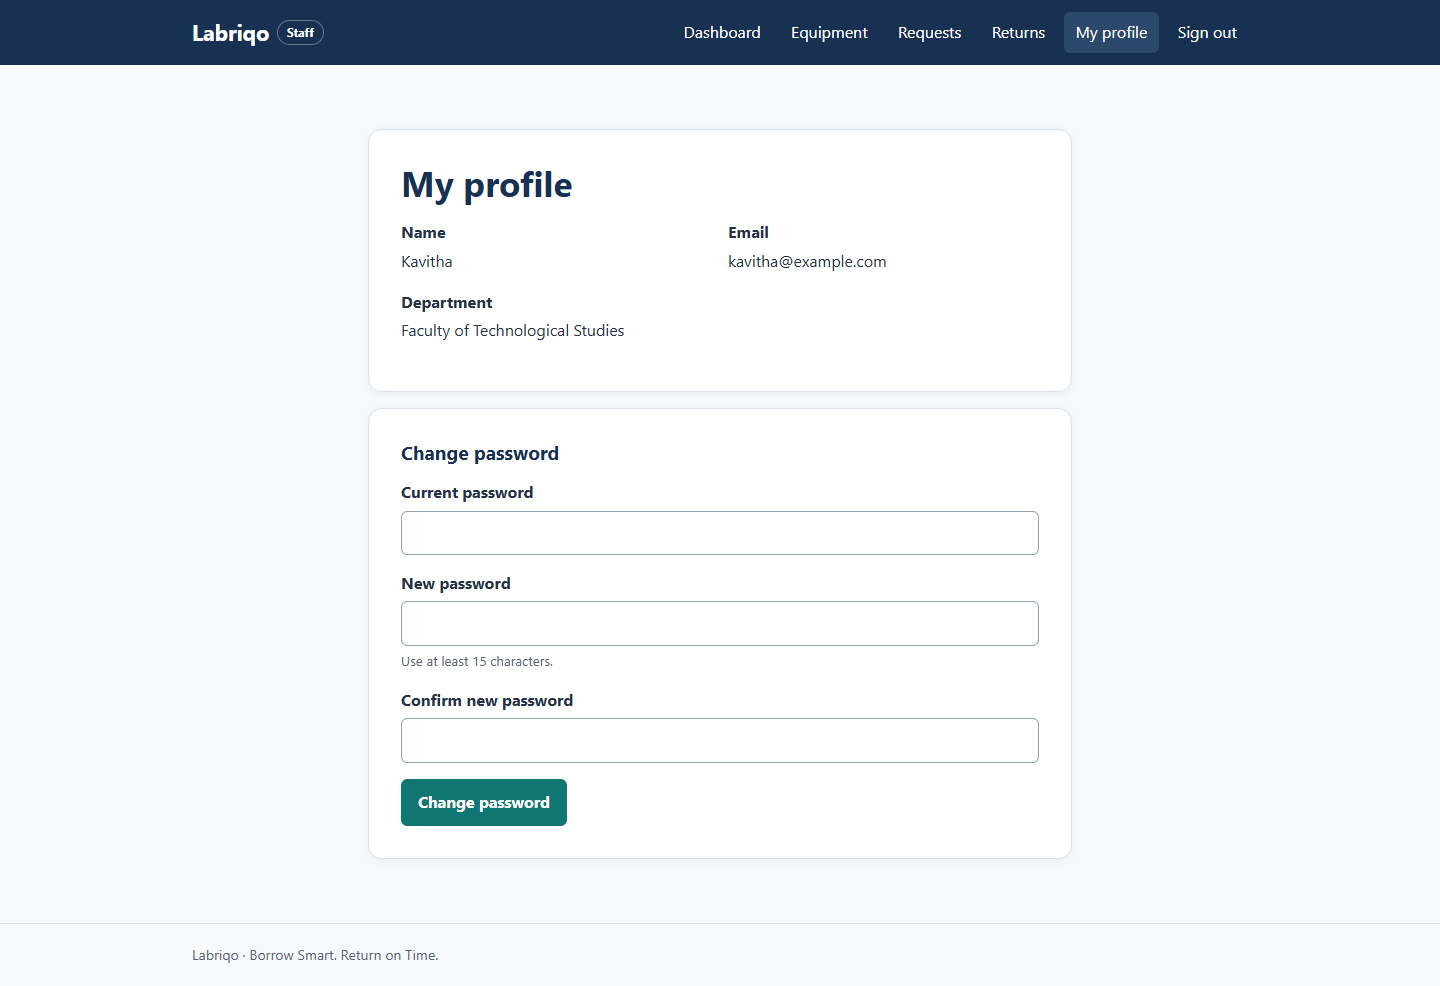 Labriqo Staff Dashboard Equipment Requests Returns My profile Sign out
My profile
Name Email
Kavitha kavitha@example.com
Department
Faculty of Technological Studies
Change password
Current password
New password
Use at least 15 characters.
Confirm new password
Change password
Labriqo · Borrow Smart. Return on Time.